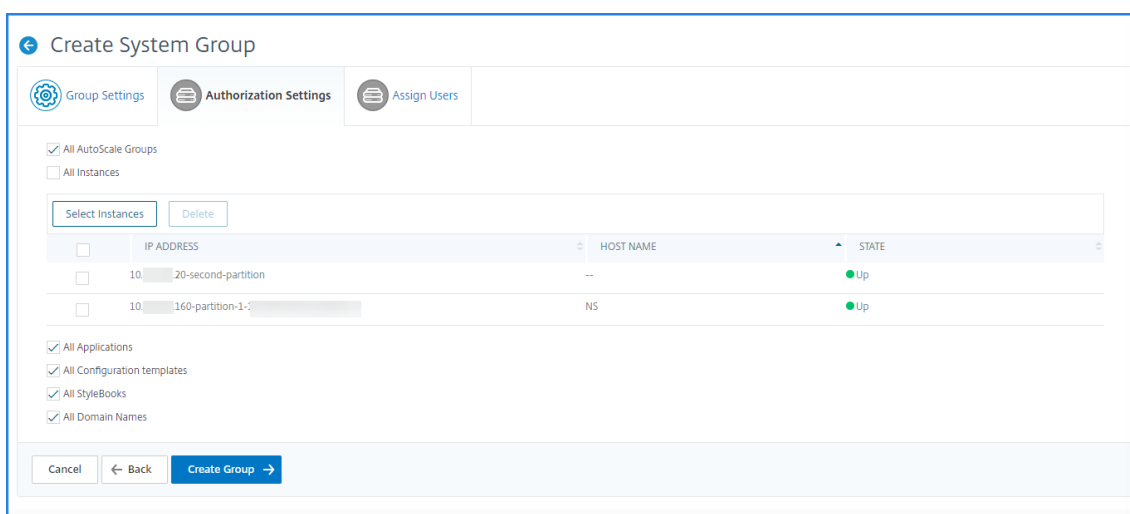 Create System Group
Group Settings Authorization Settings Assign Users
All AutoScale Groups
All Instances
Select Instances Delete
IP ADDRESS HOST NAME STATE
10. .20-second-partition -- Up
10. 160-partition-1- NS Up
All Applications
All Configuration templates
All StyleBooks
All Domain Names
Cancel Back Create Group